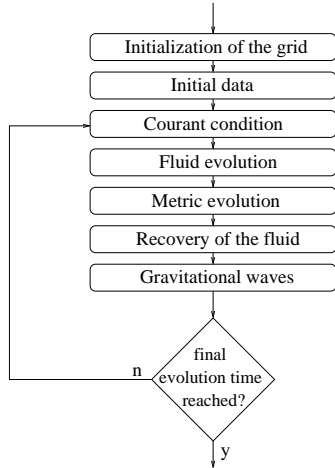 Initialization of the grid
Initial data
Courant condition
Fluid evolution
Metric evolution
Recovery of the fluid
Gravitational waves
final
evolution time
reached?
n
y